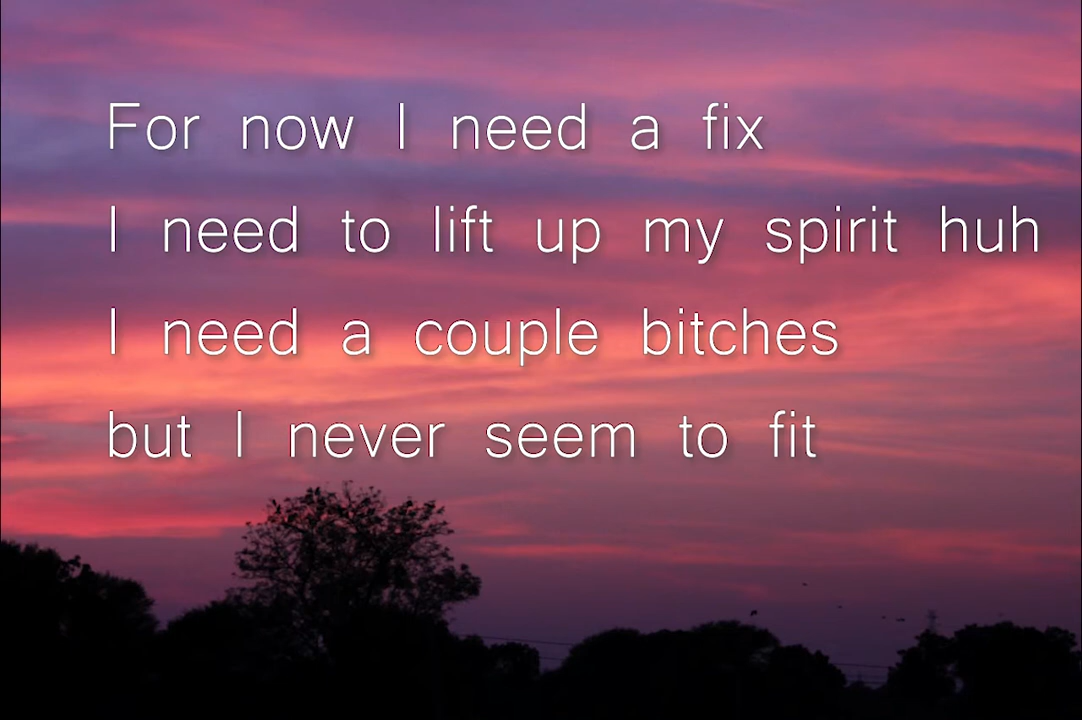 For now I need a fix
I need to lift up my spirit huh
I need a couple bitches
but I never seem to fit